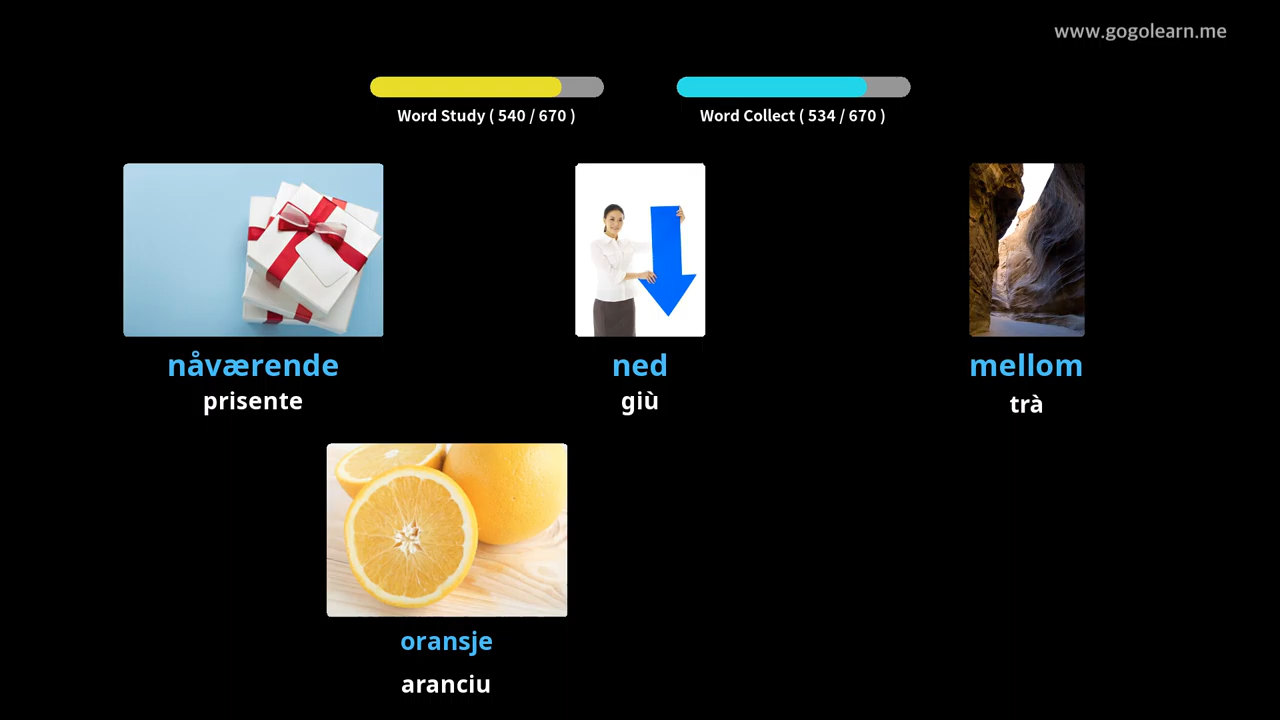 www.gogolearn.me
Word Study ( 540 / 670 )
Word Collect ( 534 / 670 )
nåværende
prisente
ned
giù
mellom
trà
oransje
aranciu